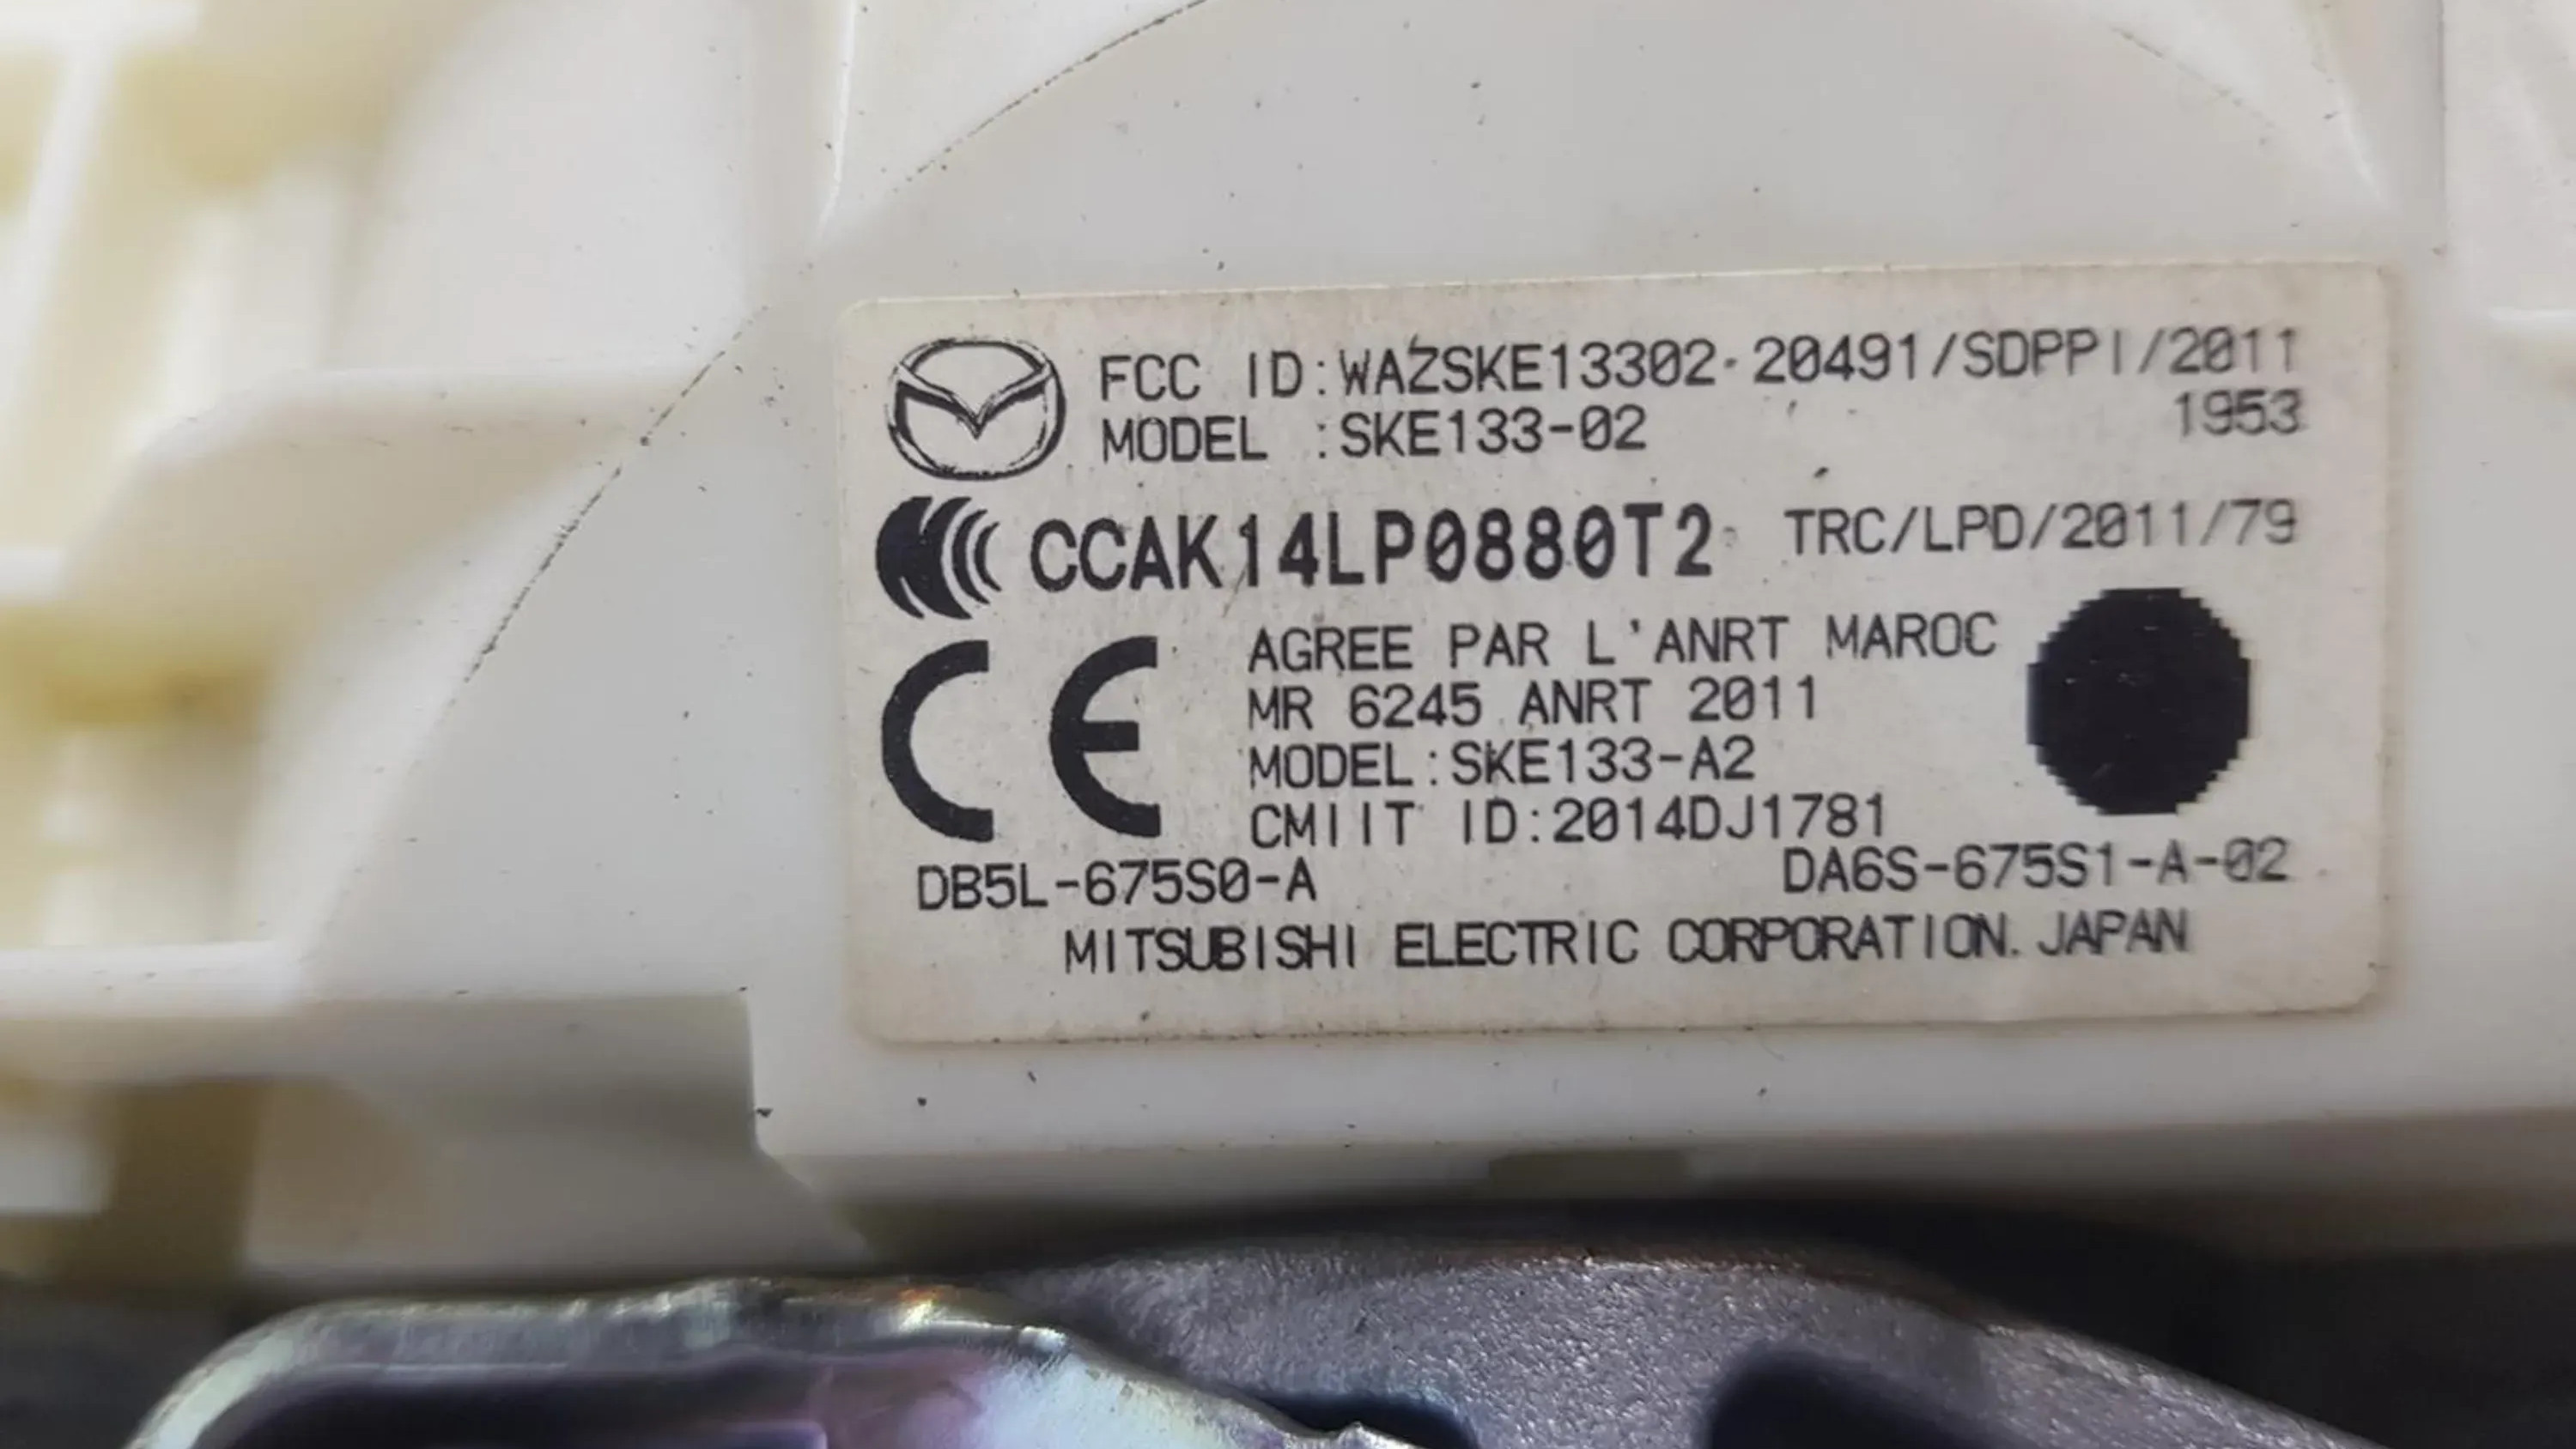 FCC ID:WAZSKE13302 20491/SDPPI/2011
MODEL :SKE133-02 1953
CCAK14LP0880T2 TRC/LPD/2011/79
CE
AGREE PAR L'ANRT MAROC
MR 6245 ANRT 2011
MODEL:SKE133-A2
CMIIT ID:2014DJ1781
DB5L-675S0-A DA6S-675S1-A-02
MITSUBISHI ELECTRIC CORPORATION.JAPAN